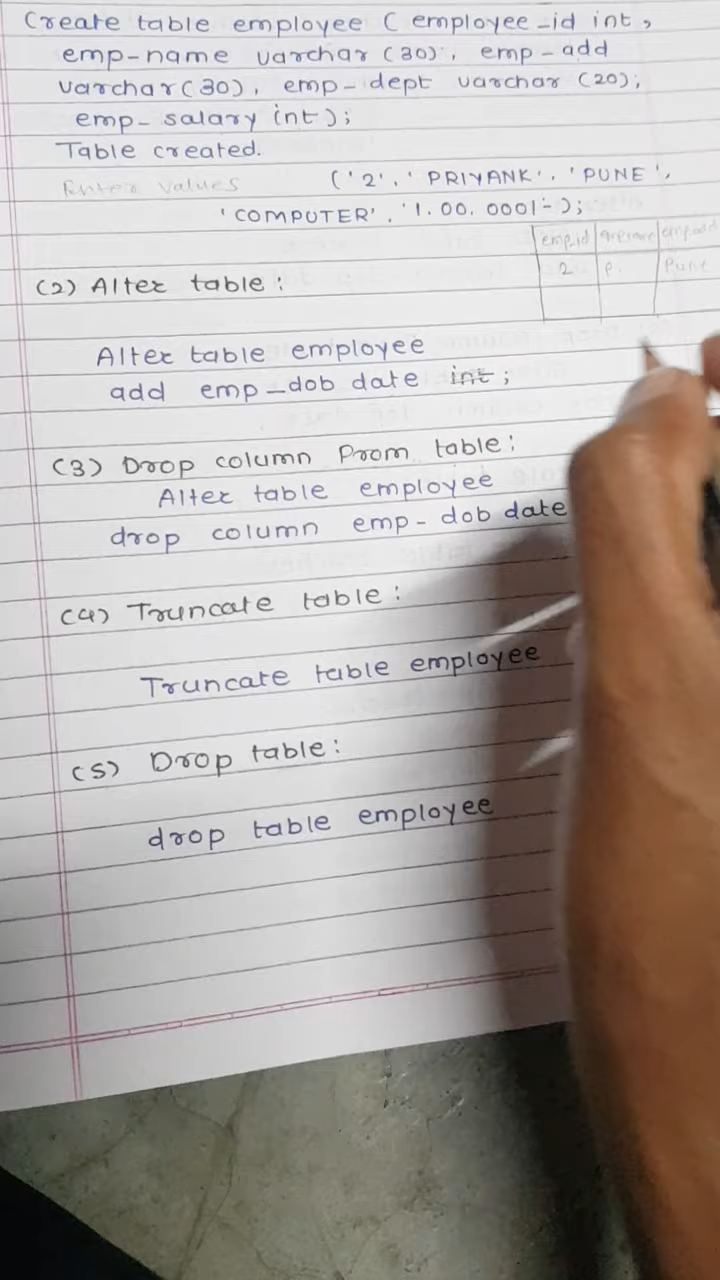 Create table employee ( employee-id int,
emp-name varchar (30), emp-add
varchar(30), emp-dept varchar (20);
emp-salary int);
Table created.
Enter values ('2', 'PRIYANK', 'PUNE',
'COMPUTER', '1.00.000/-);
emp.id
2 P. Pune
(2) Alter table:
Alter table employee
add emp-dob date int;
(3) Drop column from table:
Alter table employee
drop column emp-dob date
(4) Truncate table:
Truncate table employee
(5) Drop table:
drop table employee